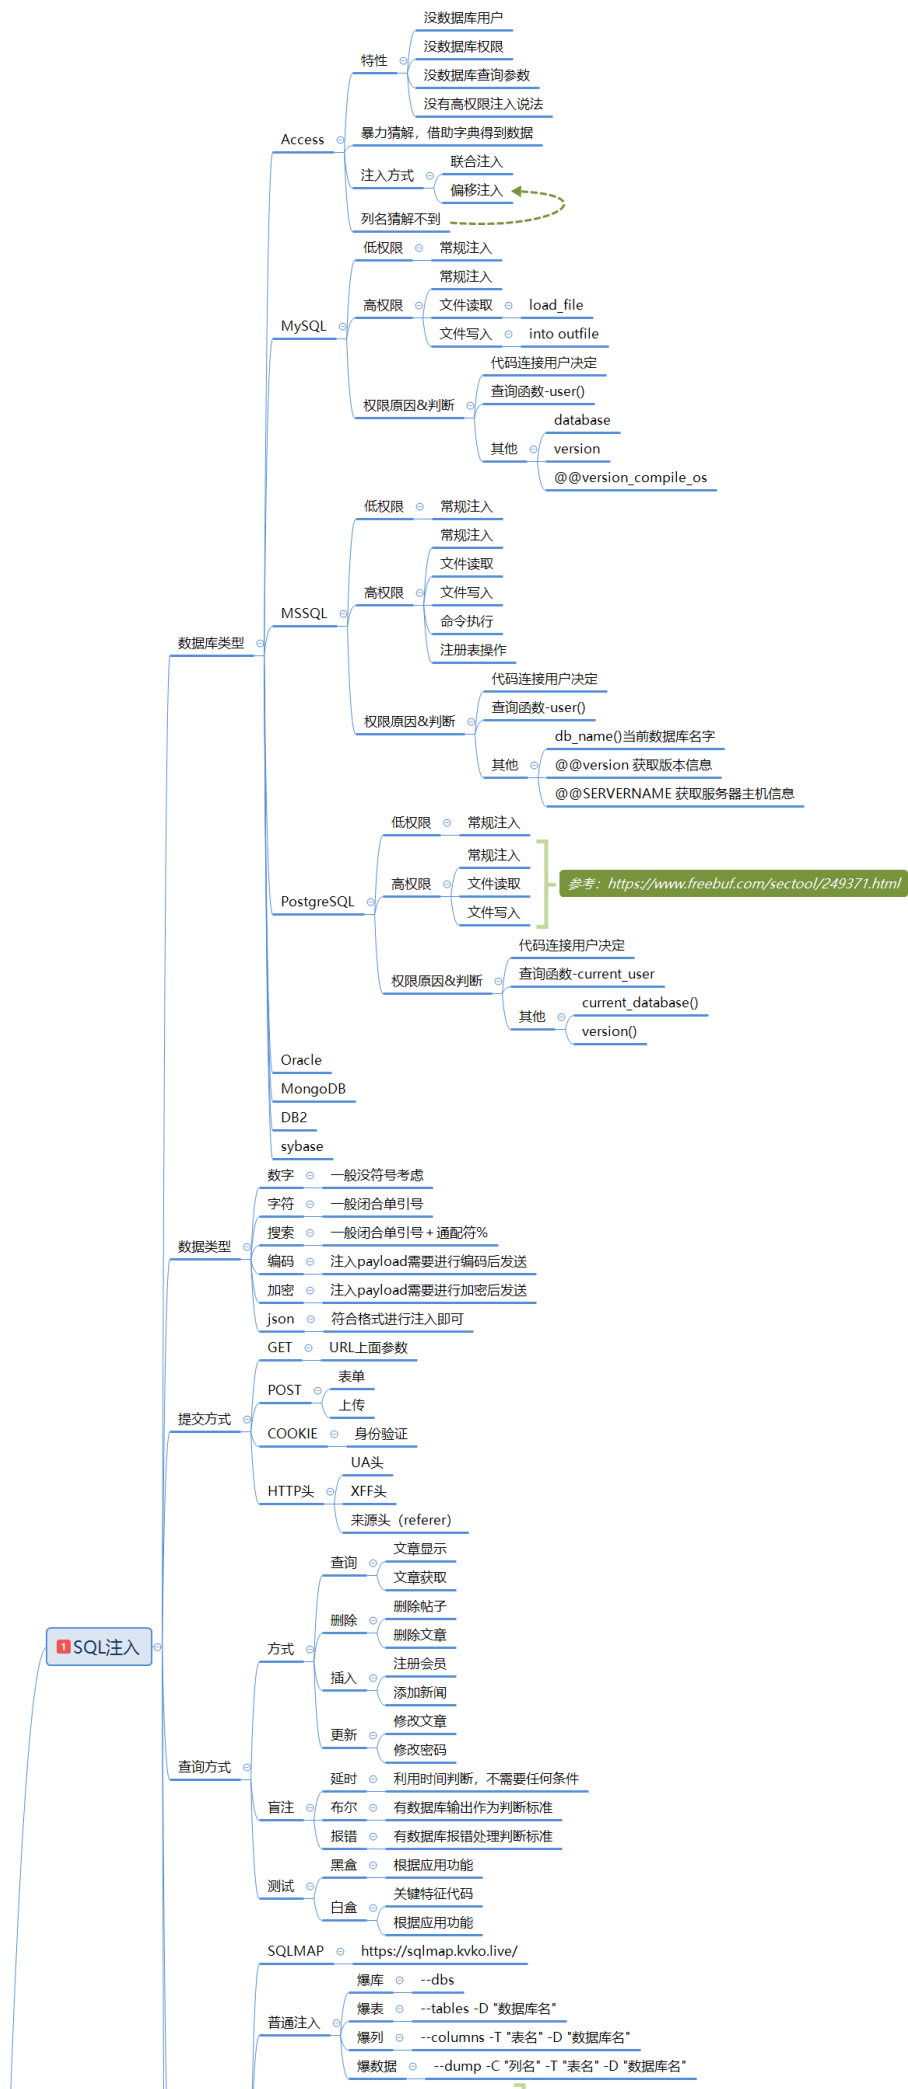 没数据库用户
没数据库权限
特性
没数据库查询参数
没有高权限注入说法
Access
暴力猜解，借助字典得到数据
联合注入
注入方式
偏移注入
列名猜解不到
低权限
常规注入
常规注入
高权限
文件读取
load_file
MySQL
文件写入
into outfile
代码连接用户决定
查询函数-user()
权限原因&判断
database
其他
version
@@version_compile_os
低权限
常规注入
常规注入
文件读取
高权限
文件写入
MSSQL
命令执行
数据库类型
注册表操作
代码连接用户决定
查询函数-user()
权限原因&判断
db_name()当前数据库名字
其他
@@version 获取版本信息
@@SERVERNAME 获取服务器主机信息
低权限
常规注入
常规注入
高权限
文件读取
参考：https://www.freebuf.com/sectool/249371.html
PostgreSQL
文件写入
代码连接用户决定
查询函数-current_user
权限原因&判断
current_database()
其他
version()
Oracle
MongoDB
DB2
sybase
数字
一般没符号考虑
字符
一般闭合单引号
搜索
一般闭合单引号＋通配符%
数据类型
编码
注入payload需要进行编码后发送
加密
注入payload需要进行加密后发送
json
符合格式进行注入即可
GET
URL上面参数
POST
表单
上传
提交方式
COOKIE
身份验证
UA头
HTTP头
XFF头
来源头（referer）
查询
文章显示
文章获取
删除
删除帖子
删除文章
1 SQL注入
方式
插入
注册会员
添加新闻
更新
修改文章
修改密码
查询方式
延时
利用时间判断，不需要任何条件
盲注
布尔
有数据库输出作为判断标准
报错
有数据库报错处理判断标准
黑盒
根据应用功能
测试
白盒
关键特征代码
根据应用功能
SQLMAP
https://sqlmap.kvko.live/
爆库
--dbs
爆表
--tables -D "数据库名"
普通注入
爆列
--columns -T "表名" -D "数据库名"
爆数据
--dump -C "列名" -T "表名" -D "数据库名"